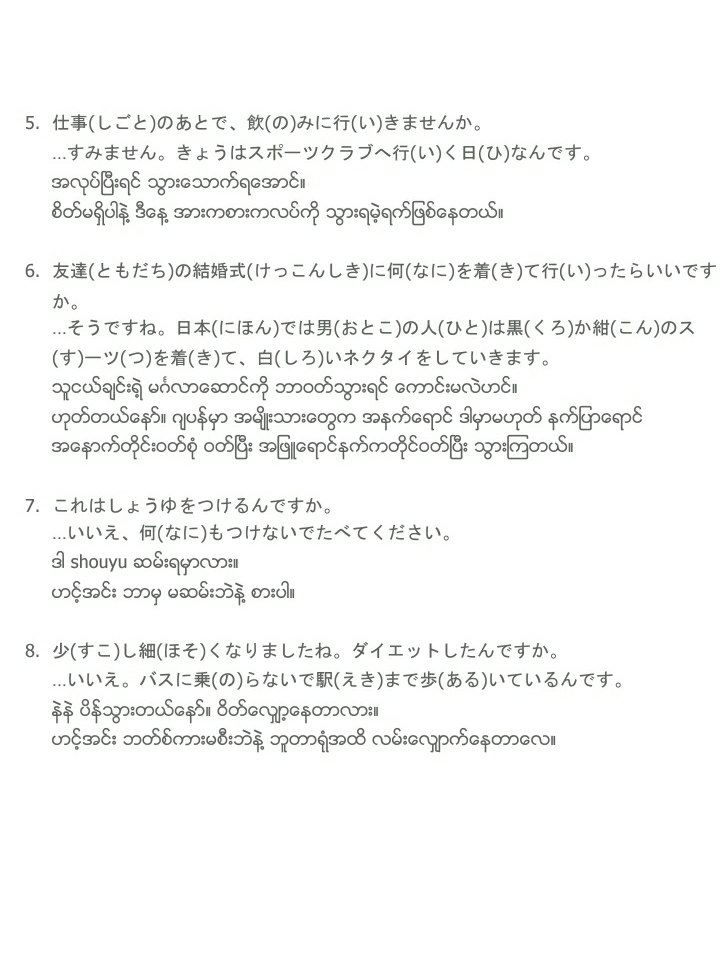 5. 仕事(しごと)のあとで、飲(の)みに行(い)きませんか。
...すみません。きょうはスポーツクラブへ行(い)く日(ひ)なんです。
အလုပ်ပြီးရင် သွားသောက်ရအောင်။
စိတ်မရှိပါနဲ့ ဒီနေ့ အားကစားကလပ်ကို သွားရမဲ့ရက်ဖြစ်နေတယ်။
6. 友達(ともだち)の結婚式(けっこんしき)に何(なに)を着(き)て行(い)ったらいいです
か。
...そうですね。日本(にほん)では男(おとこ)の人(ひと)は黒(くろ)か紺(こん)のス
(す)ーツ(つ)を着(き)て、白(しろ)いネクタイをしていきます。
သူငယ်ချင်းရဲ့ မင်္ဂလာဆောင်ကို ဘာဝတ်သွားရင် ကောင်းမလဲဟင်။
ဟုတ်တယ်နော်။ ဂျပန်မှာ အမျိုးသားတွေက အနက်ရောင် ဒါမှာမဟုတ် နက်ပြာရောင်
အနောက်တိုင်းဝတ်စုံ ဝတ်ပြီး အဖြူရောင်နက်ကတိုင်ဝတ်ပြီး သွားကြတယ်။
7. これはしょうゆをつけるんですか。
...いいえ、何(なに)もつけないでたべてください。
ဒါ shouyu ဆမ်းရမှာလား။
ဟင့်အင်း ဘာမှ မဆမ်းဘဲနဲ့ စားပါ။
8. 少(すこ)し細(ほそ)くなりましたね。ダイエットしたんですか。
...いいえ。バスに乗(の)らないで駅(えき)まで歩(ある)いているんです。
နဲနဲ ပိန်သွားတယ်နော်။ ဝိတ်လျှော့နေတာလား။
ဟင့်အင်း ဘတ်စ်ကားမစီးဘဲနဲ့ ဘူတာရုံအထိ လမ်းလျှောက်နေတာလေ။